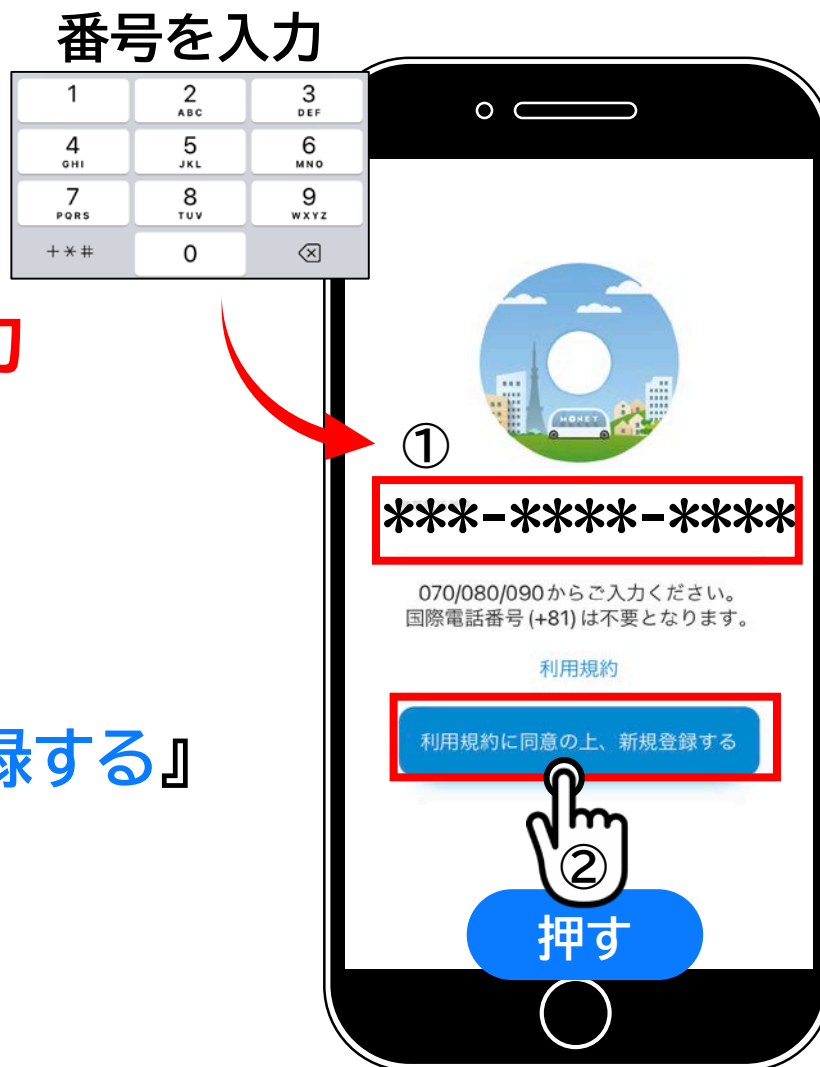 番号を入力
1 2 3
ABC DEF
4 5 6
GHI JKL MNO
7 8 9
PQRS TUV WXYZ
+*# 0
力
MONET
①
***-****-****
070/080/090からご入力ください。
国際電話番号(+81)は不要となります。
利用規約
利用規約に同意の上、新規登録する
録する』
②
押す